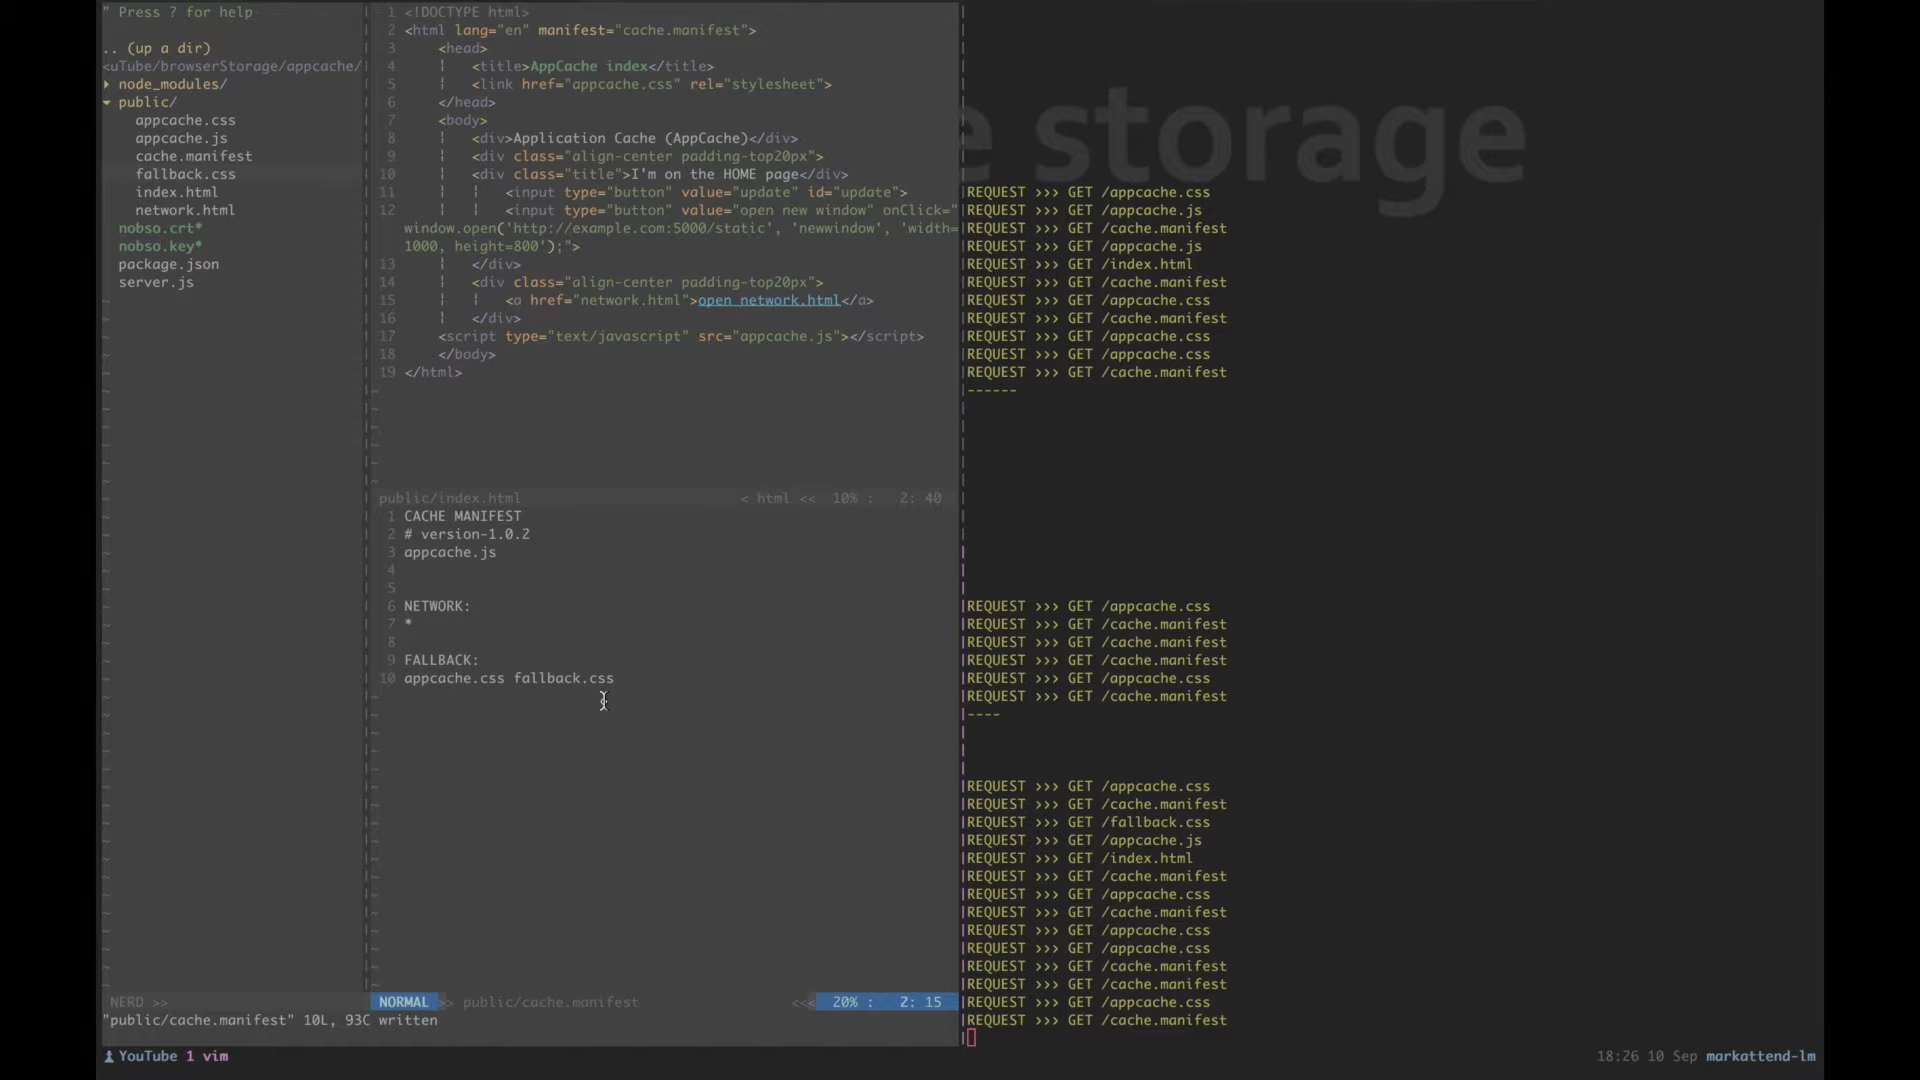 " Press ? for help
.. (up a dir)
<uTube/browserStorage/appcache/
▸ node_modules/
▾ public/
appcache.css
appcache.js
cache.manifest
fallback.css
index.html
network.html
nobso.crt*
nobso.key*
package.json
server.js
NERD >>
1 <!DOCTYPE html>
2 <html lang="en" manifest="cache.manifest">
3 <head>
4 <title>AppCache index</title>
5 <link href="appcache.css" rel="stylesheet">
6 </head>
7 <body>
8 <div>Application Cache (AppCache)</div>
9 <div class="align-center padding-top20px">
10 <div class="title">I'm on the HOME page</div>
11 <input type="button" value="update" id="update">
12 <input type="button" value="open new window" onClick="
window.open('http://example.com:5000/static', 'newwindow', 'width=
1000, height=800');">
13 </div>
14 <div class="align-center padding-top20px">
15 <a href="network.html">open network.html</a>
16 </div>
17 <script type="text/javascript" src="appcache.js"></script>
18 </body>
19 </html>
public/index.html < html << 10% : 2: 40
1 CACHE MANIFEST
2 # version-1.0.2
3 appcache.js
4
5
6 NETWORK:
7 *
8
9 FALLBACK:
10 appcache.css fallback.css
NORMAL >> public/cache.manifest <<< 20% : 2: 15
"public/cache.manifest" 10L, 93C written
e storage
REQUEST >>> GET /appcache.css
REQUEST >>> GET /appcache.js
REQUEST >>> GET /cache.manifest
REQUEST >>> GET /appcache.js
REQUEST >>> GET /index.html
REQUEST >>> GET /cache.manifest
REQUEST >>> GET /appcache.css
REQUEST >>> GET /cache.manifest
REQUEST >>> GET /appcache.css
REQUEST >>> GET /appcache.css
REQUEST >>> GET /cache.manifest
------
REQUEST >>> GET /appcache.css
REQUEST >>> GET /cache.manifest
REQUEST >>> GET /cache.manifest
REQUEST >>> GET /cache.manifest
REQUEST >>> GET /appcache.css
REQUEST >>> GET /cache.manifest
----
REQUEST >>> GET /appcache.css
REQUEST >>> GET /cache.manifest
REQUEST >>> GET /fallback.css
REQUEST >>> GET /appcache.js
REQUEST >>> GET /index.html
REQUEST >>> GET /cache.manifest
REQUEST >>> GET /appcache.css
REQUEST >>> GET /cache.manifest
REQUEST >>> GET /appcache.css
REQUEST >>> GET /appcache.css
REQUEST >>> GET /cache.manifest
REQUEST >>> GET /cache.manifest
REQUEST >>> GET /appcache.css
REQUEST >>> GET /cache.manifest
YouTube 1 vim
18:26 10 Sep markattend-lm